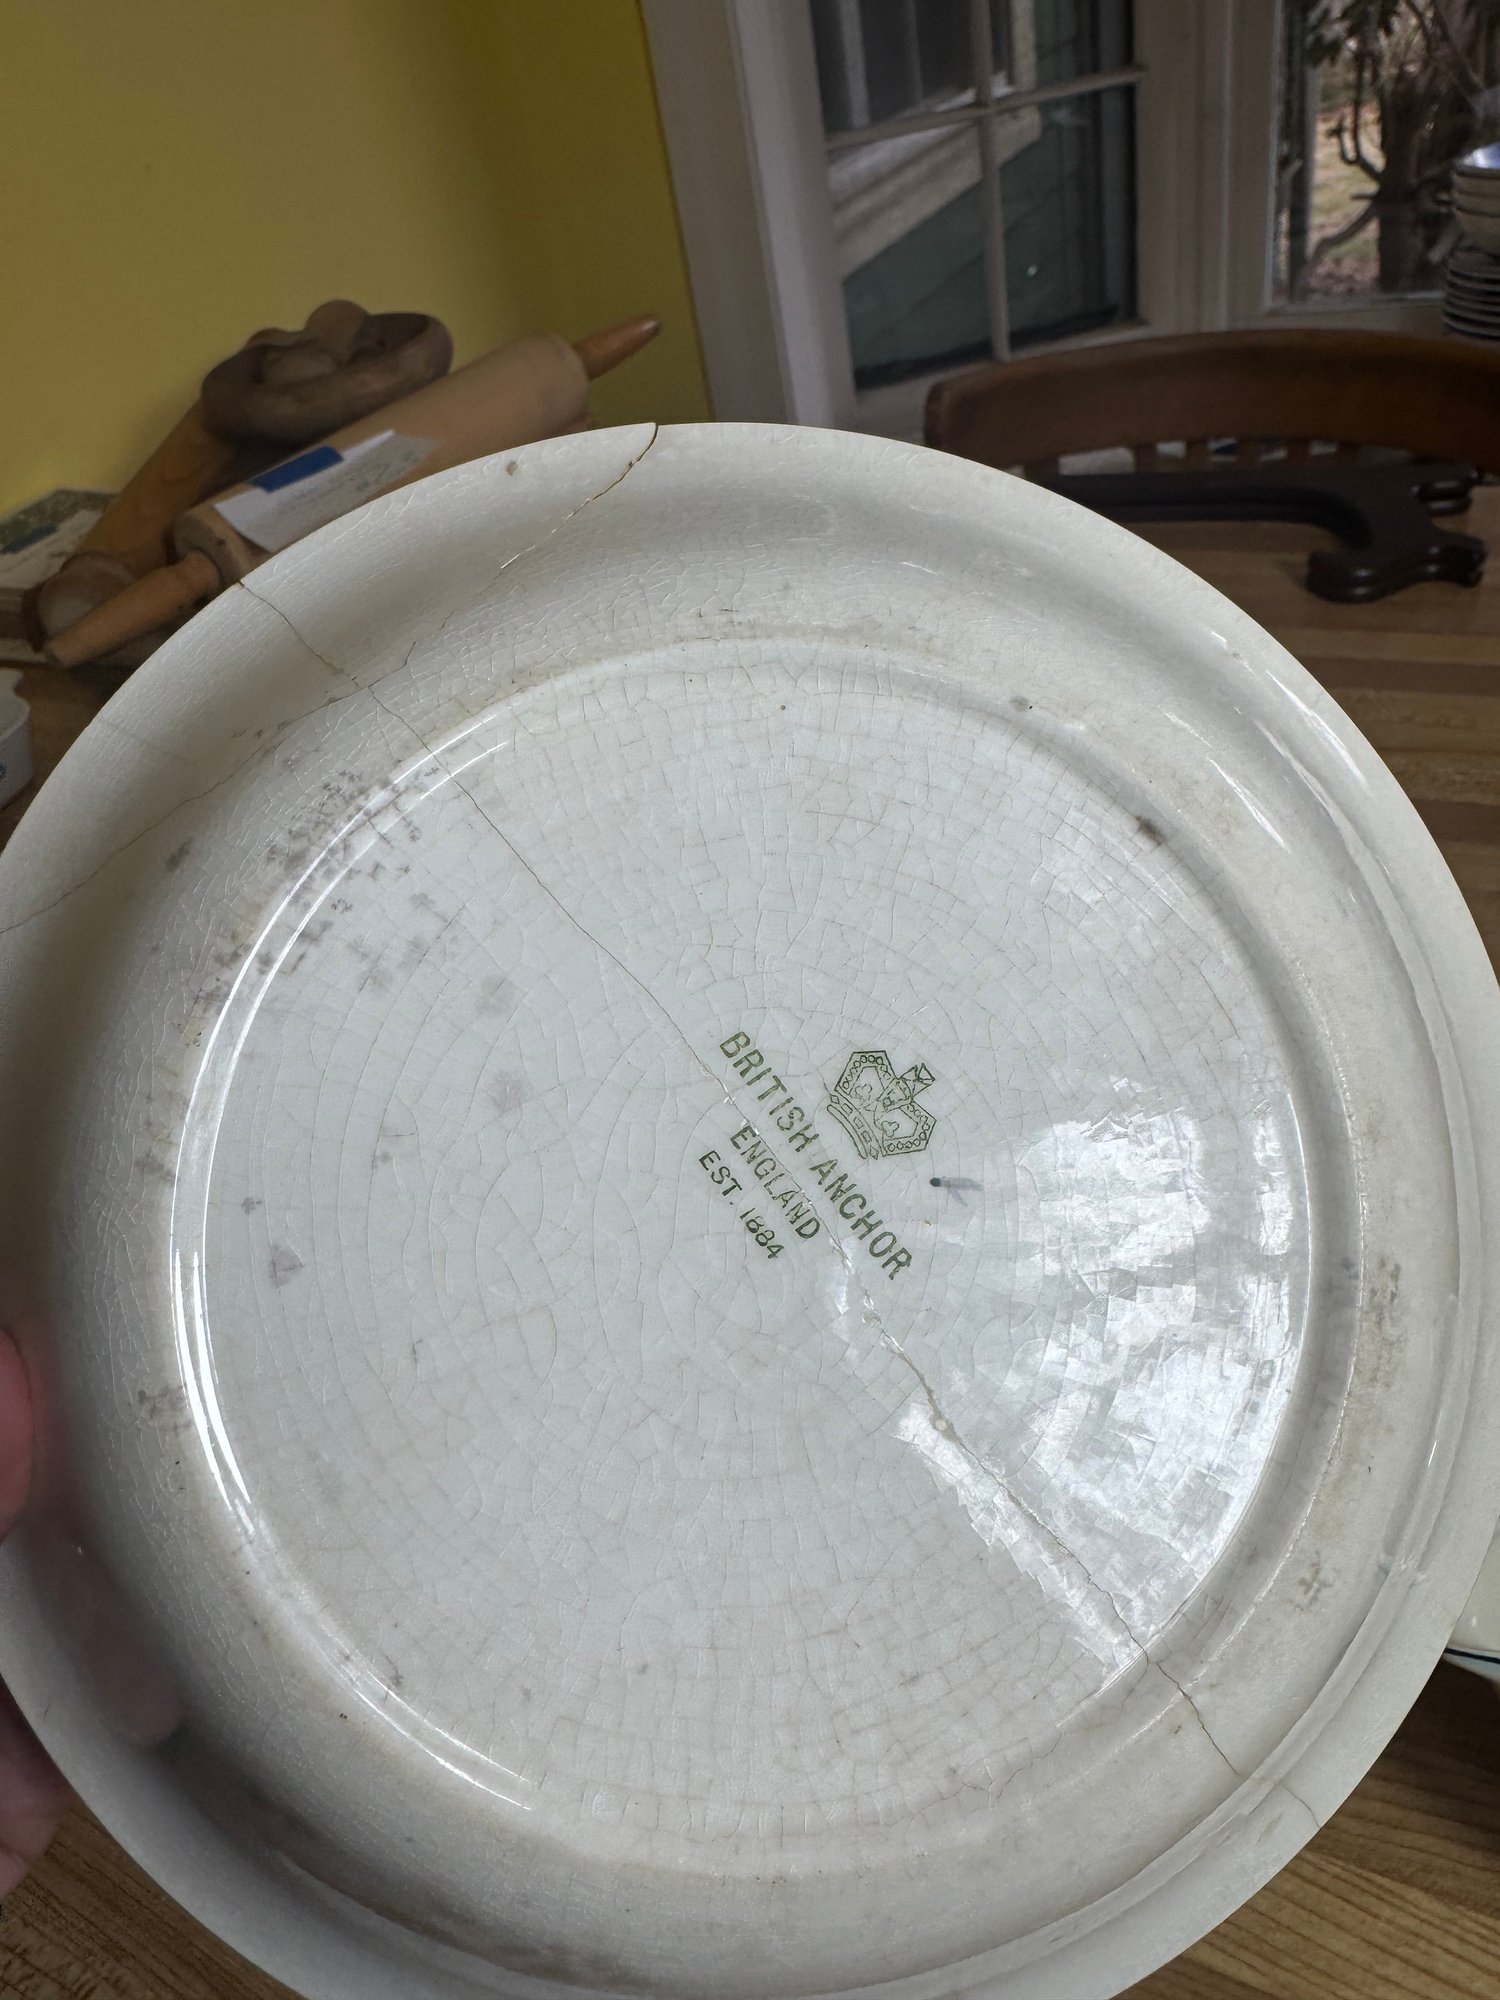 BRITISH ANCHOR
ENGLAND
EST. 1884